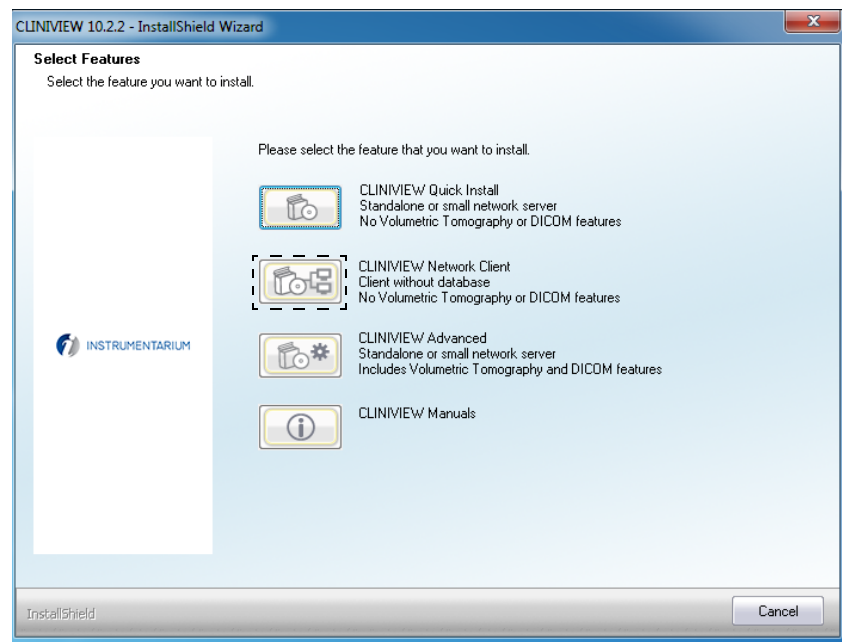 CLINIVIEW 10.2.2 - InstallShield Wizard
Select Features
Select the feature you want to install.
Please select the feature that you want to install.
CLINIVIEW Quick Install
Standalone or small network server
No Volumetric Tomography or DICOM features
CLINIVIEW Network Client
Client without database
No Volumetric Tomography or DICOM features
INSTRUMENTARIUM
CLINIVIEW Advanced
Standalone or small network server
Includes Volumetric Tomography and DICOM features
CLINIVIEW Manuals
InstallShield
Cancel